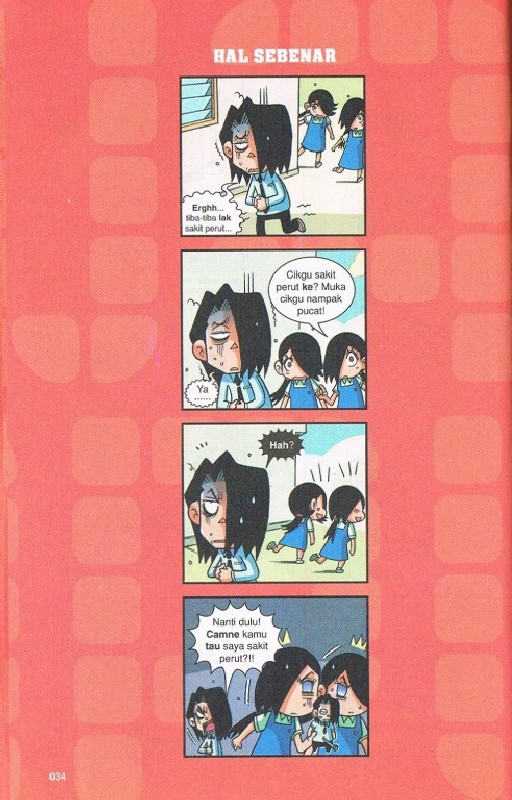 HAL SEBENAR
Erghh...
tiba-tiba lak
sakit perut...
Cikgu sakit
perut ke? Muka
cikgu nampak
pucat!
Ya
......
Hah?
Nanti dulu!
Camne kamu
tau saya sakit
perut?!!
034